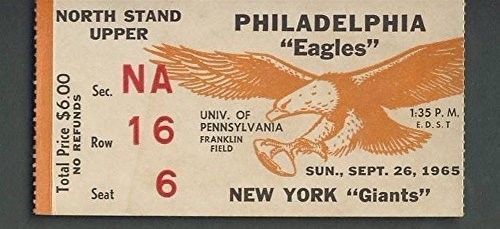 NORTH STAND
UPPER
Sec. NA
Row 16
Seat 6
Total Price $6.00
NO REFUNDS
PHILADELPHIA
"Eagles"
UNIV. OF
PENNSYLVANIA
FRANKLIN
FIELD
1:35 P.M.
E.D.S.T
SUN., SEPT. 26, 1965
NEW YORK "Giants"